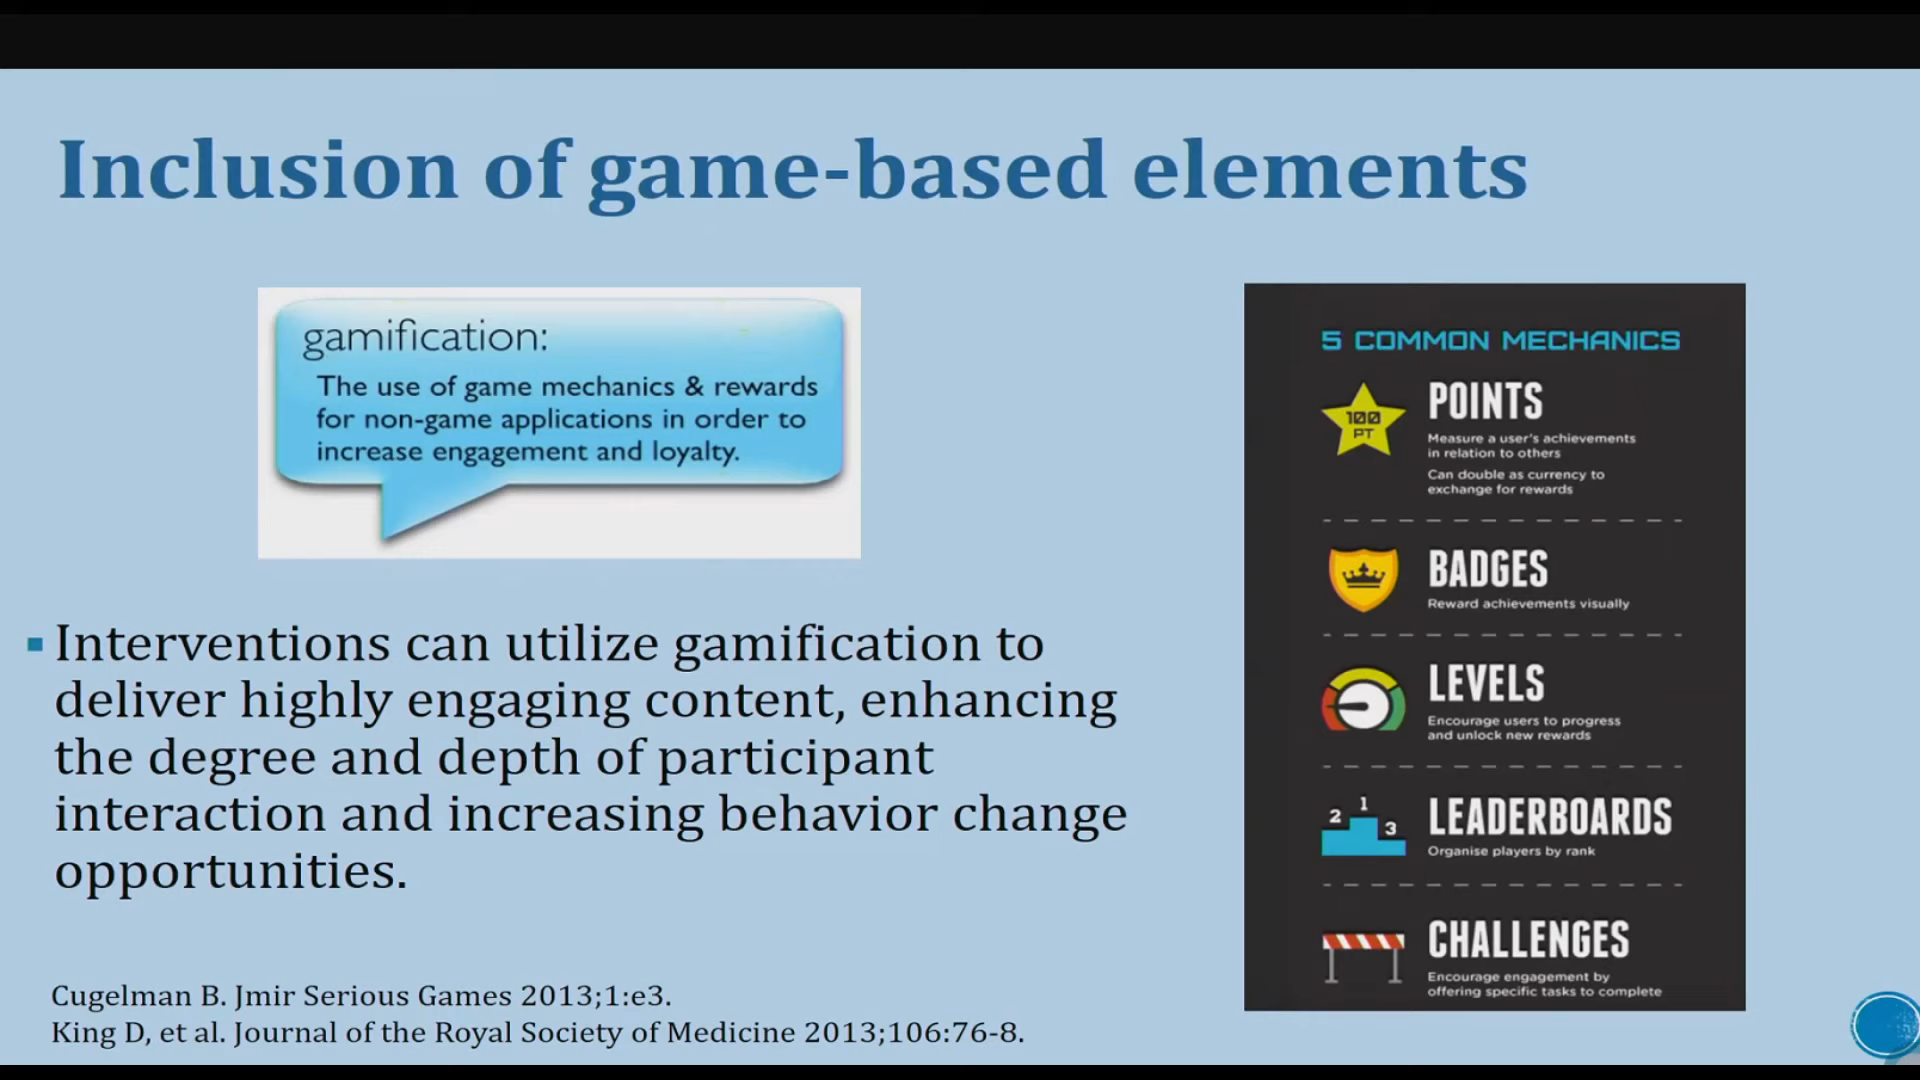 Inclusion of game-based elements
gamification:
The use of game mechanics & rewards
for non-game applications in order to
increase engagement and loyalty.
▪ Interventions can utilize gamification to
deliver highly engaging content, enhancing
the degree and depth of participant
interaction and increasing behavior change
opportunities.
Cugelman B. Jmir Serious Games 2013;1:e3.
King D, et al. Journal of the Royal Society of Medicine 2013;106:76-8.
5 COMMON MECHANICS
100
PT
POINTS
Measure a user's achievements
in relation to others
Can double as currency to
exchange for rewards
BADGES
Reward achievements visually
LEVELS
Encourage users to progress
and unlock new rewards
2 1 3
LEADERBOARDS
Organise players by rank
CHALLENGES
Encourage engagement by
offering specific tasks to complete